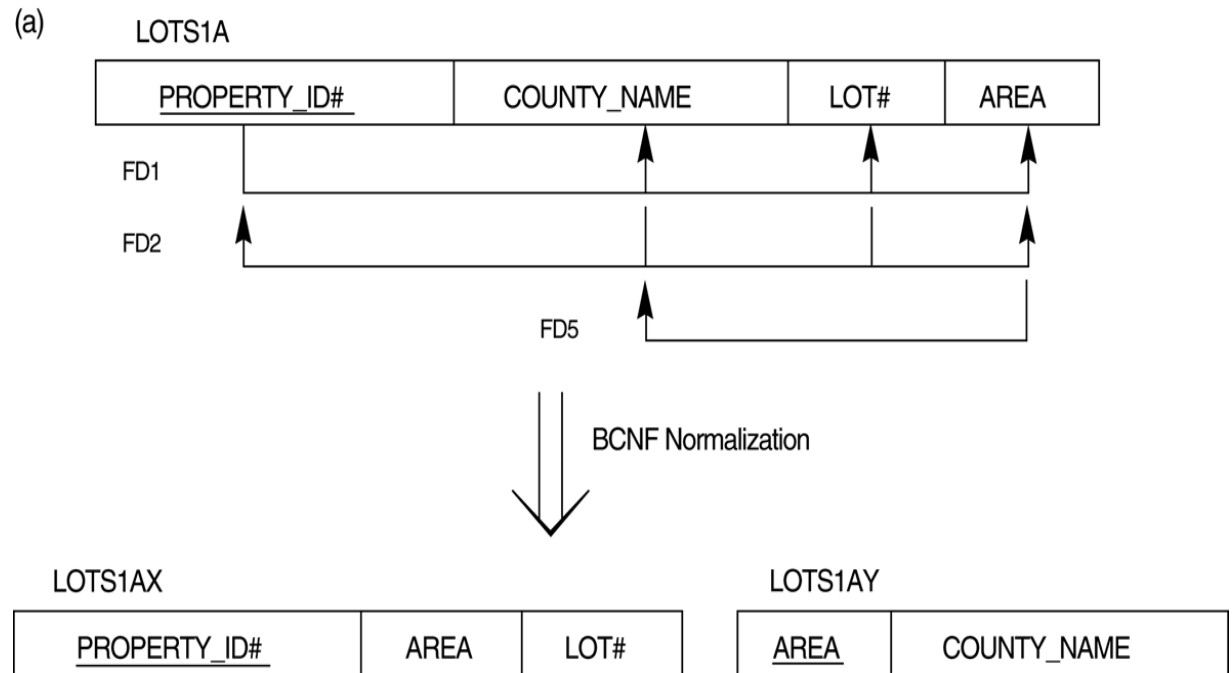 (a)
LOTS1A
PROPERTY_ID# COUNTY_NAME LOT# AREA
FD1
FD2
FD5
BCNF Normalization
LOTS1AX LOTS1AY
PROPERTY_ID# AREA LOT# AREA COUNTY_NAME